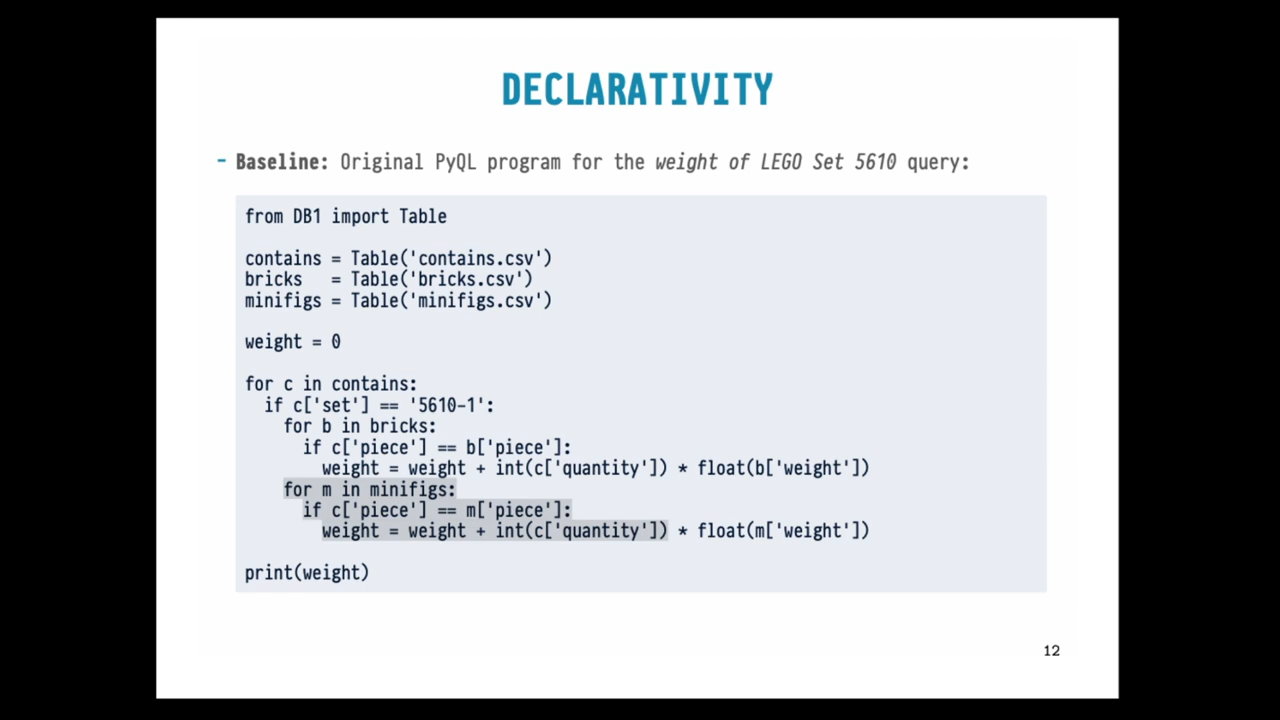 DECLARATIVITY
- Baseline: Original PyQL program for the weight of LEGO Set 5610 query:
from DB1 import Table
contains = Table('contains.csv')
bricks   = Table('bricks.csv')
minifigs = Table('minifigs.csv')
weight = 0
for c in contains:
  if c['set'] == '5610-1':
    for b in bricks:
      if c['piece'] == b['piece']:
        weight = weight + int(c['quantity']) * float(b['weight'])
    for m in minifigs:
      if c['piece'] == m['piece']:
        weight = weight + int(c['quantity']) * float(m['weight'])
print(weight)
12